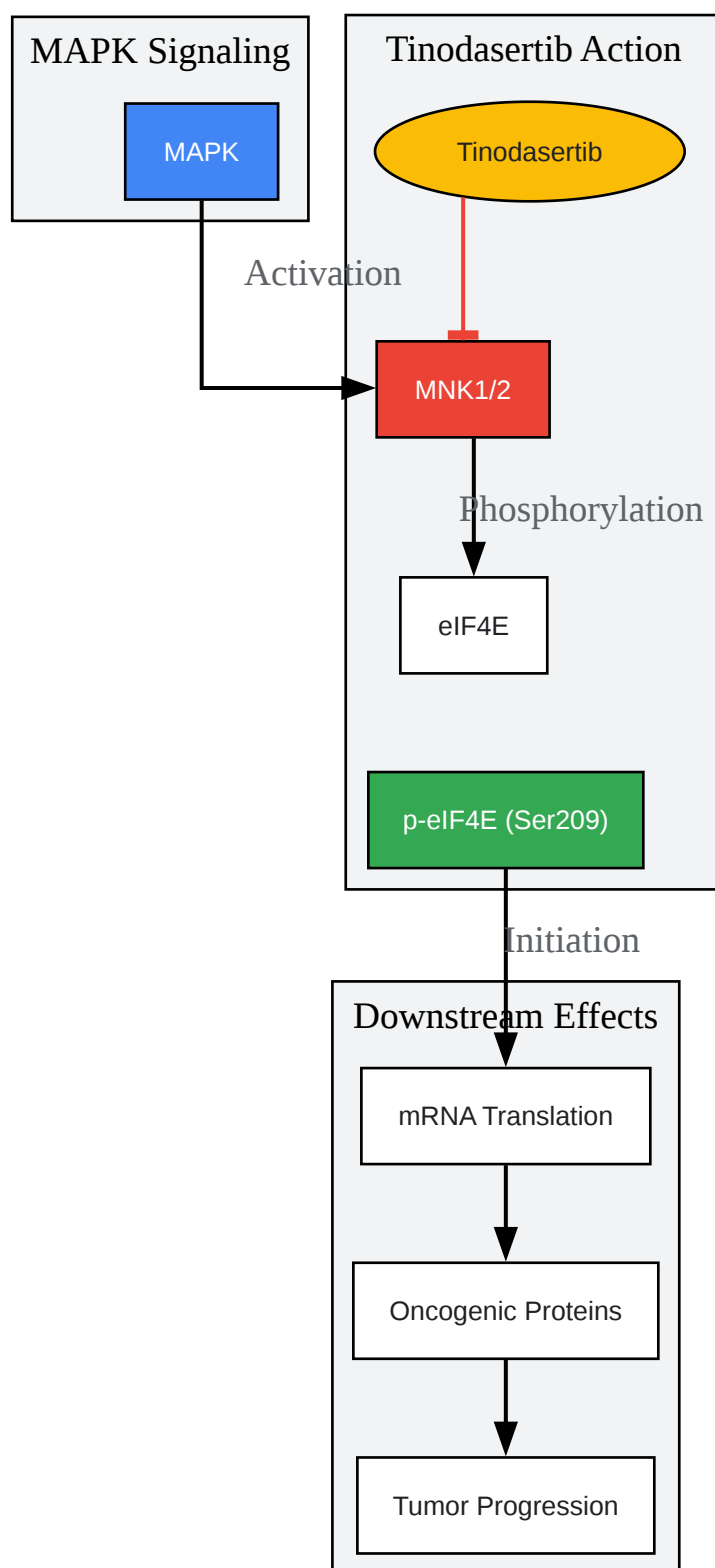 MAPK Signaling
MAPK
Tinodasertib Action
Tinodasertib
Activation
MNK1/2
Phosphorylation
eIF4E
p-eIF4E (Ser209)
Initiation
Downstream Effects
mRNA Translation
Oncogenic Proteins
Tumor Progression